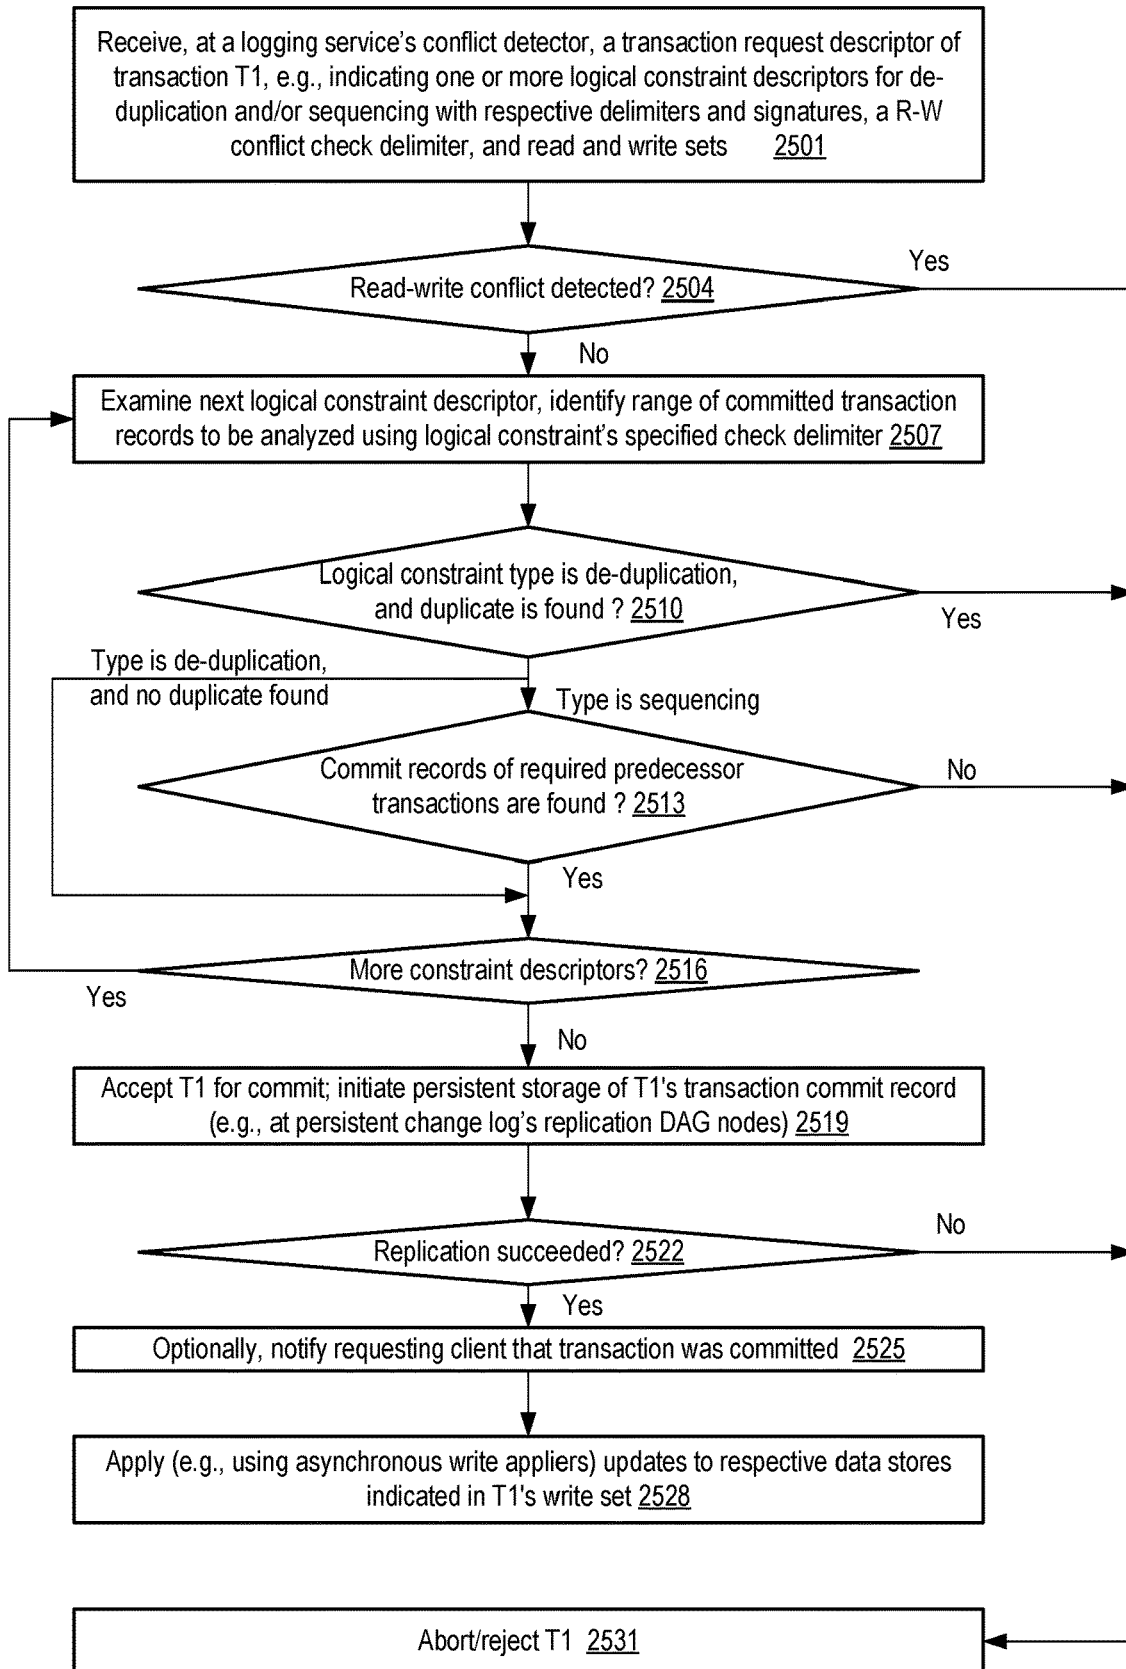 Receive, at a logging service's conflict detector, a transaction request descriptor of
transaction T1, e.g., indicating one or more logical constraint descriptors for de-
duplication and/or sequencing with respective delimiters and signatures, a R-W
conflict check delimiter, and read and write sets 2501
Yes
Read-write conflict detected? 2504
No
Examine next logical constraint descriptor, identify range of committed transaction
records to be analyzed using logical constraint's specified check delimiter 2507
Logical constraint type is de-duplication,
and duplicate is found ? 2510
Yes
Type is de-duplication,
and no duplicate found
Type is sequencing
Commit records of required predecessor
transactions are found ? 2513
No
Yes
More constraint descriptors? 2516
Yes
No
Accept T1 for commit; initiate persistent storage of T1's transaction commit record
(e.g., at persistent change log's replication DAG nodes) 2519
No
Replication succeeded? 2522
Yes
Optionally, notify requesting client that transaction was committed 2525
Apply (e.g., using asynchronous write appliers) updates to respective data stores
indicated in T1's write set 2528
Abort/reject T1 2531